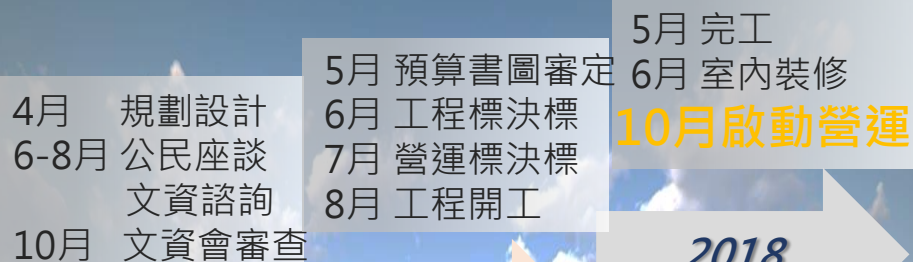 4月 規劃設計
6-8月 公民座談
文資諮詢
10月 文資會審查
5月 預算書圖審定
6月 工程標決標
7月 營運標決標
8月 工程開工
5月 完工
6月 室內裝修
10月啟動營運
2018